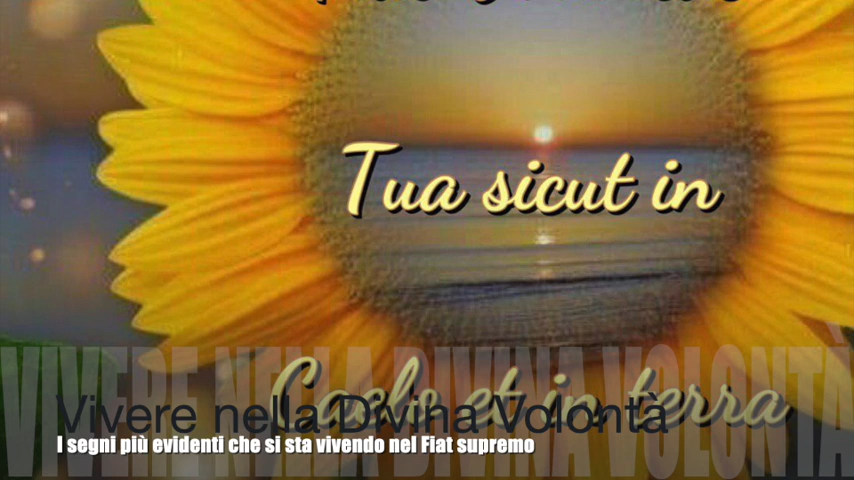 Tua sicut in
Caelo et in terra
VIVERE NELLA DIVINA VOLONTÀ
Vivere nella Divina Volontà
I segni più evidenti che si sta vivendo nel Fiat supremo